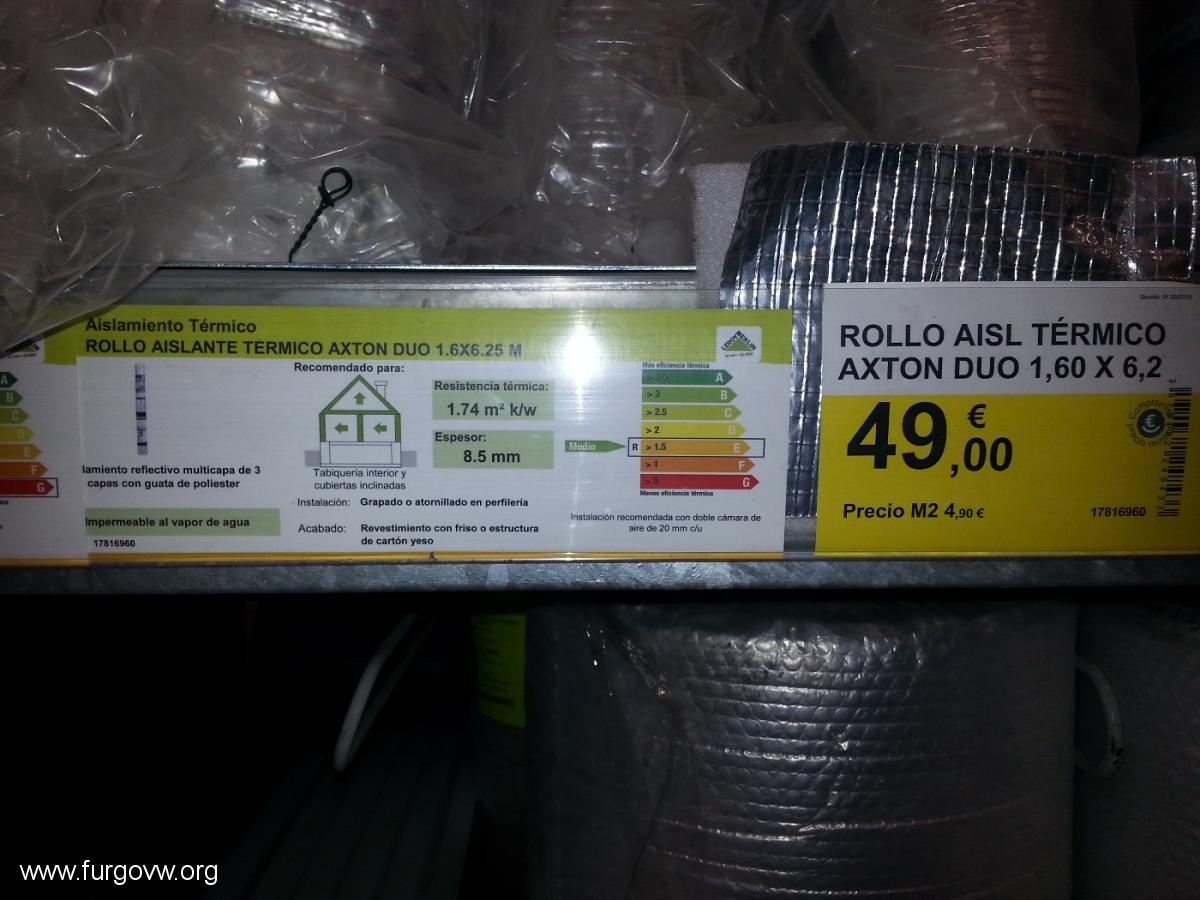 Aislamiento Térmico
ROLLO AISLANTE TÉRMICO AXTON DUO 1.6X6.25 M
LEROY MERLIN
A
B
C
D
E
F
G
lamiento reflectivo multicapa de 3
capas con guata de poliester
Impermeable al vapor de agua
17816960
Recomendado para:
Tabiquería interior y
cubiertas inclinadas
Instalación: Grapado o atornillado en perfilería
Acabado: Revestimiento con friso o estructura
de cartón yeso
Resistencia térmica:
1.74 m² k/w
Espesor:
8.5 mm
Medio
Más eficiencia térmica
A
> 3 B
> 2.5 C
> 2 D
R > 1.5 E
> 1 F
> 0 G
Menos eficiencia térmica
Instalación recomendada con doble cámara de
aire de 20 mm c/u
ROLLO AISL TÉRMICO
AXTON DUO 1,60 X 6,2
49,00 €
Precio M2 4,90 €
17816960
www.furgovw.org